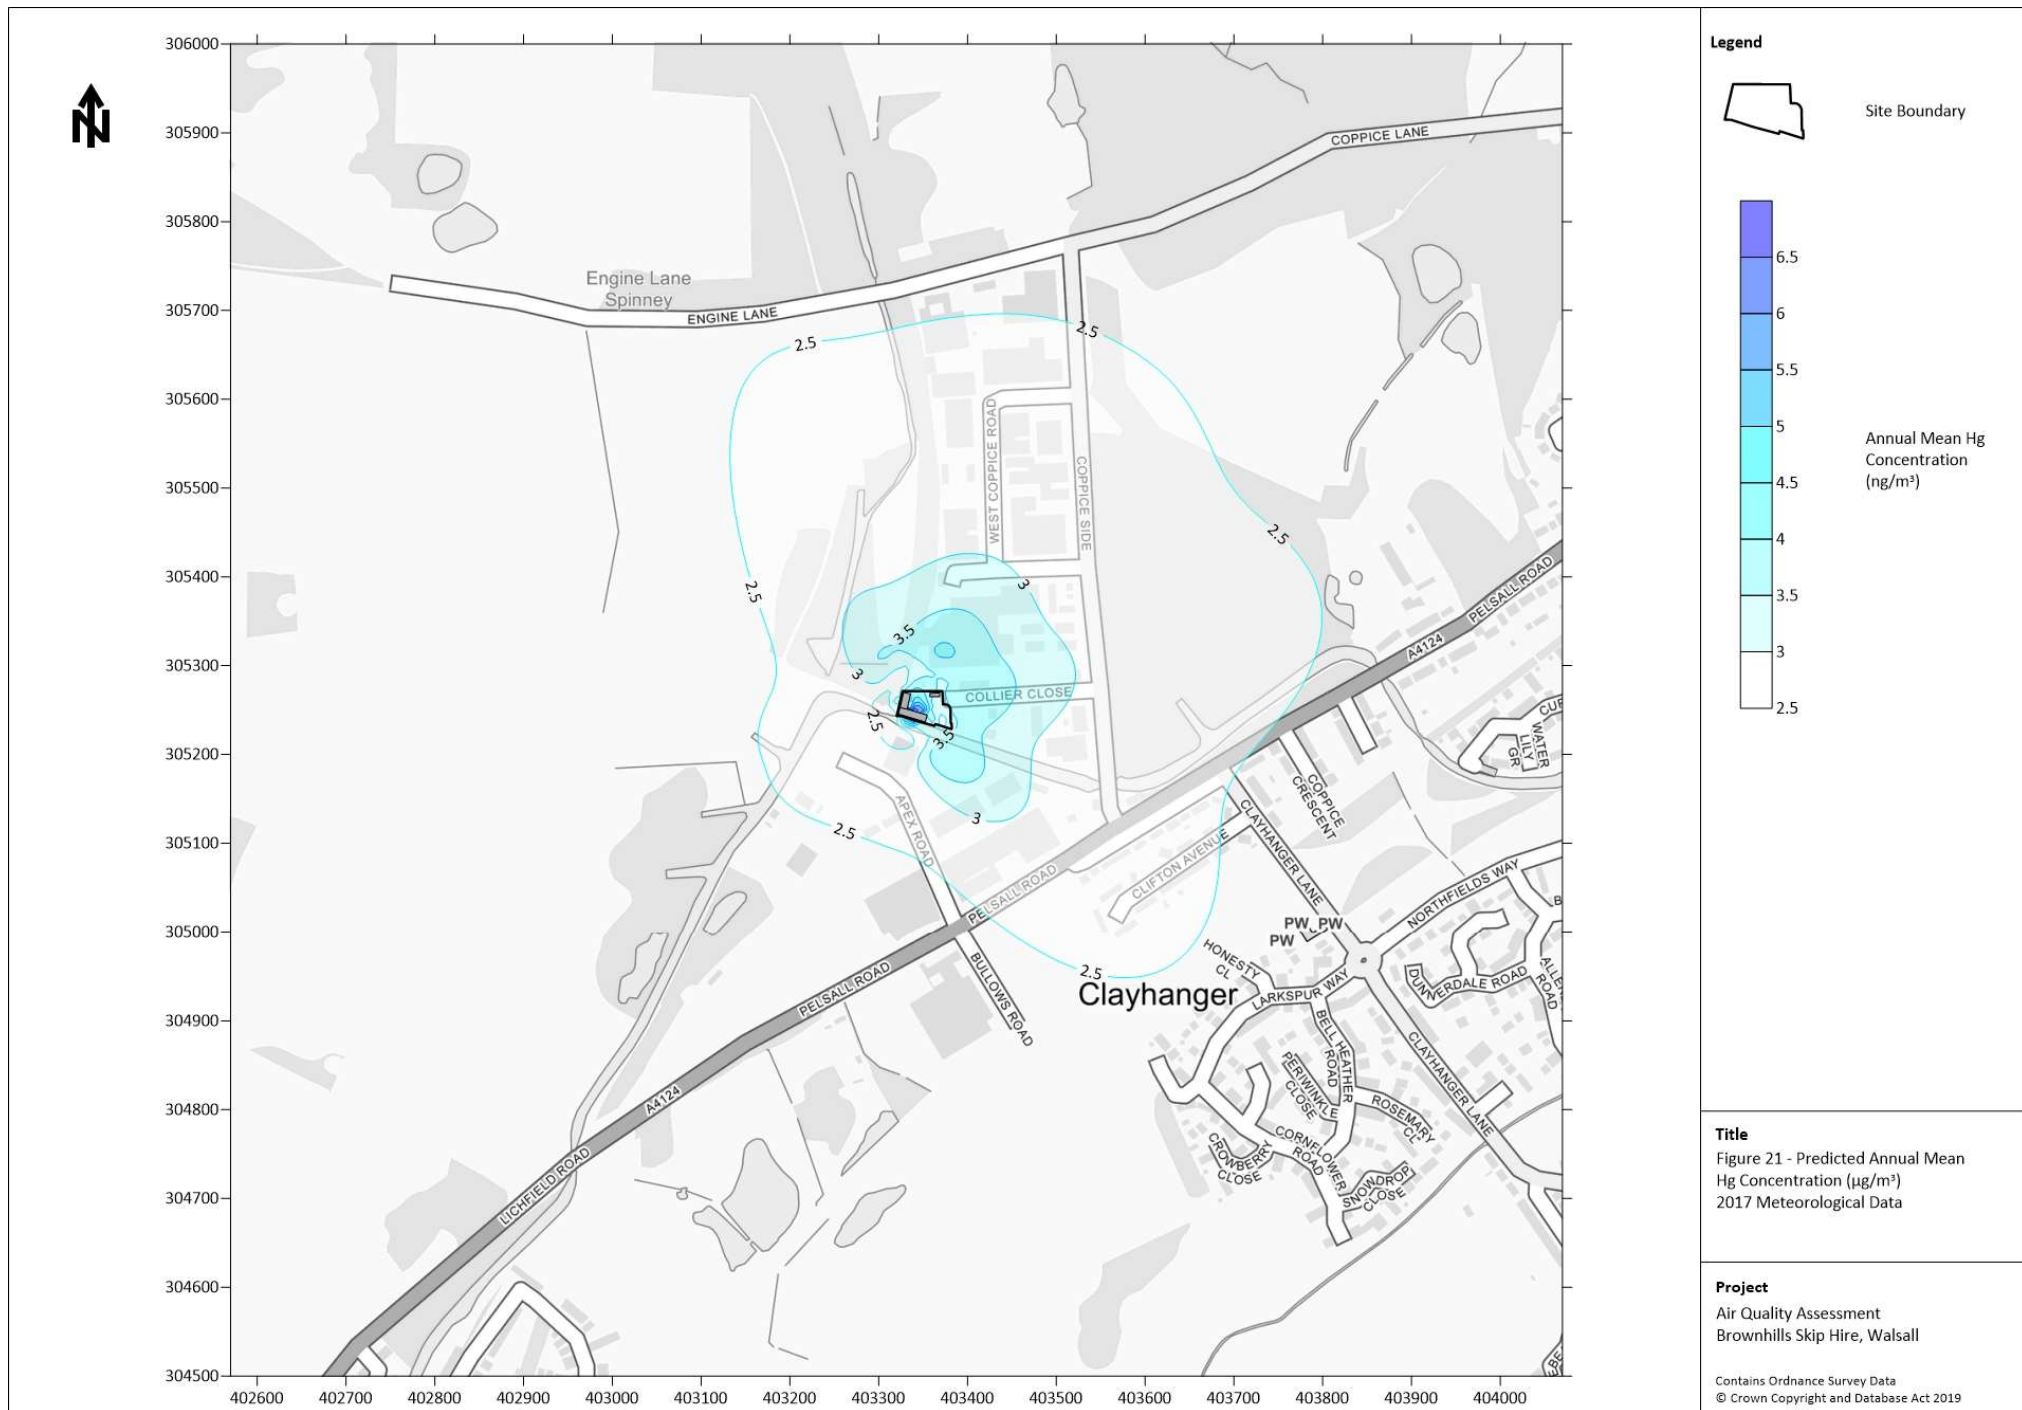 306000
305900
305800
305700
305600
305500
305400
305300
305200
305100
305000
304900
304800
304700
304600
304500
402600
402700
402800
402900
403000
403100
403200
403300
403400
403500
403600
403700
403800
403900
404000
N
COPPICE LANE
Engine Lane
Spinney
ENGINE LANE
2.5
2.5
WEST COPPICE ROAD
COPPICE SIDE
2.5
2.5
3
3.5
3
COLLIER CLOSE
2.5
3.5
3
2.5
APEX ROAD
PELSALL ROAD
A4124
PELSALL ROAD
CLIFTON AVENUE
COPPICE
CRESCENT
CLAYHANGER LANE
WATER
LILY
GR
NORTHFIELDS WAY
PW
PW
PW
2.5
Clayhanger
HONESTY
CL
LARKSPUR WAY
DUNNERDALE ROAD
ROAD
BULLOWS ROAD
PELSALL ROAD
BELL HEATHER
ROAD
PERIWINKLE
CLOSE
ROSEMARY
CL
CLAYHANGER LANE
CORNFLOWER
ROAD
CROWBERRY
CLOSE
SNOWDROP
CLOSE
A4124
LICHFIELD ROAD
Legend
Site Boundary
6.5
6
5.5
5
4.5
4
3.5
3
2.5
Annual Mean Hg
Concentration
(ng/m³)
Title
Figure 21 - Predicted Annual Mean
Hg Concentration (µg/m³)
2017 Meteorological Data
Project
Air Quality Assessment
Brownhills Skip Hire, Walsall
Contains Ordnance Survey Data
© Crown Copyright and Database Act 2019